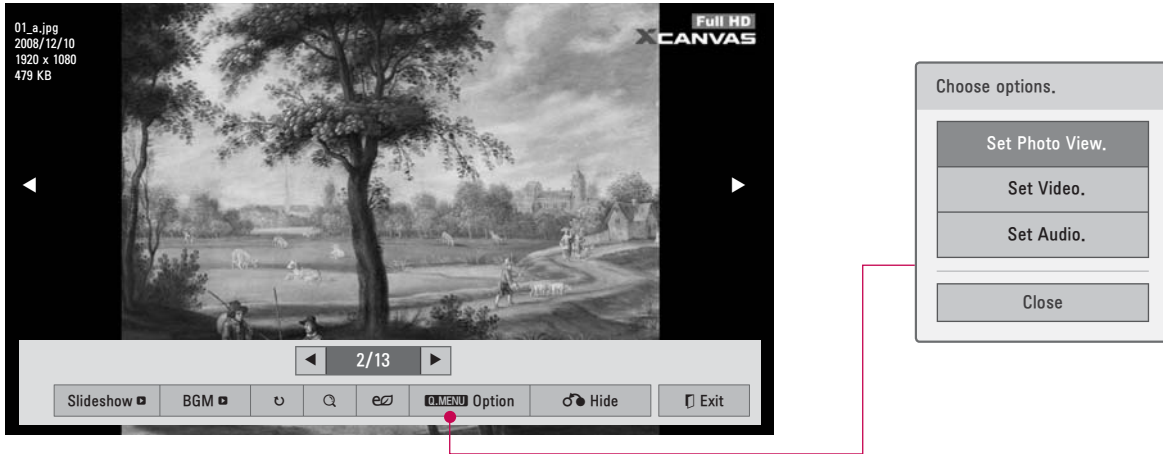 01_a.jpg
2008/12/10
1920 x 1080
479 KB
Full HD
XCANVAS
2/13
Slideshow
BGM
Q.MENU Option
Hide
Exit
Choose options.
Set Photo View.
Set Video.
Set Audio.
Close